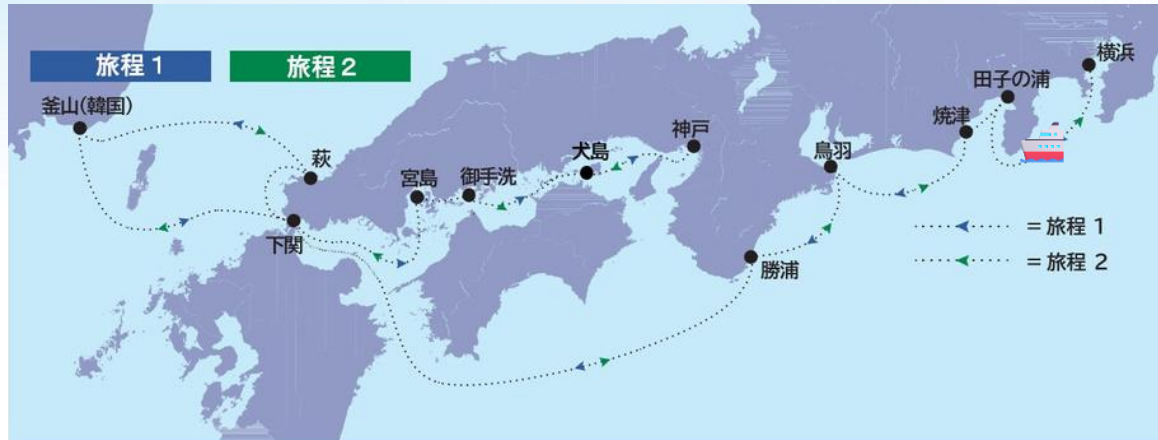 旅程1
旅程2
釜山(韓国)
萩
下関
宮島
御手洗
犬島
神戸
勝浦
鳥羽
焼津
田子の浦
横浜
= 旅程 1
= 旅程 2